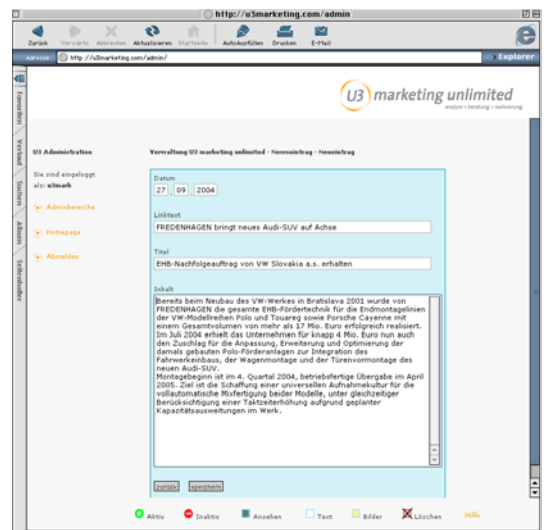 http://u3marketing.com/admin
Zurück Vorwärts Abbrechen Aktualisieren Startseite AutoAusfüllen Drucken E-Mail
Adresse: http://u3marketing.com/admin/ Explorer
Favoriten
Verlauf
Suchen
Album
Seitenhalter
U3 marketing unlimited
analyse > beratung > realisierung
U3 Administration
Verwaltung U3 marketing unlimited - Newseintrag - Neueintrag
Sie sind eingeloggt
als: u3mark
Adminbereiche
Homepage
Abmelden
Datum
27 . 09 . 2004
Linktext
FREDENHAGEN bringt neues Audi-SUV auf Achse
Titel
EHB-Nachfolgeauftrag von VW Slovakia a.s. erhalten
Inhalt
Bereits beim Neubau des VW-Werkes in Bratislava 2001 wurde von
FREDENHAGEN die gesamte EHB-Fördertechnik für die Endmontagelinien
der VW-Modellreihen Polo und Touareg sowie Porsche Cayenne mit
einem Gesamtvolumen von mehr als 17 Mio. Euro erfolgreich realisiert.
Im Juli 2004 erhielt das Unternehmen für knapp 4 Mio. Euro nun auch
den Zuschlag für die Anpassung, Erweiterung und Optimierung der
damals gebauten Polo-Förderanlagen zur Integration des
Fahrwerkeinbaus, der Wagenmontage und der Türenvormontage des
neuen Audi-SUV.
Montagebeginn ist im 4. Quartal 2004, betriebsfertige Übergabe im April
2005. Ziel ist die Schaffung einer universellen Aufnahmekultur für die
vollautomatische Mixfertigung beider Modelle, unter gleichzeitiger
Berücksichtigung einer Taktzeiterhöhung aufgrund geplanter
Kapazitätsausweitungen im Werk.
zurück speichern
Aktiv Inaktiv Ansehen Text Bilder Löschen Hilfe